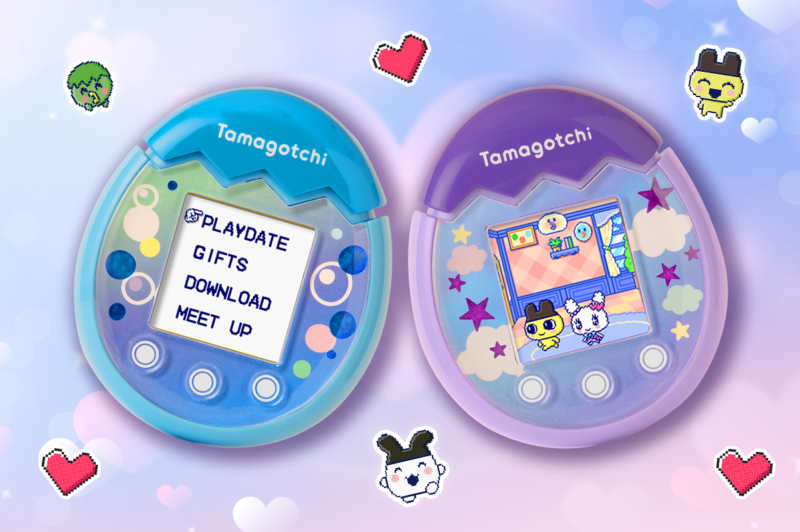 Tamagotchi
PLAYDATE
GIFTS
DOWNLOAD
MEET UP
Tamagotchi